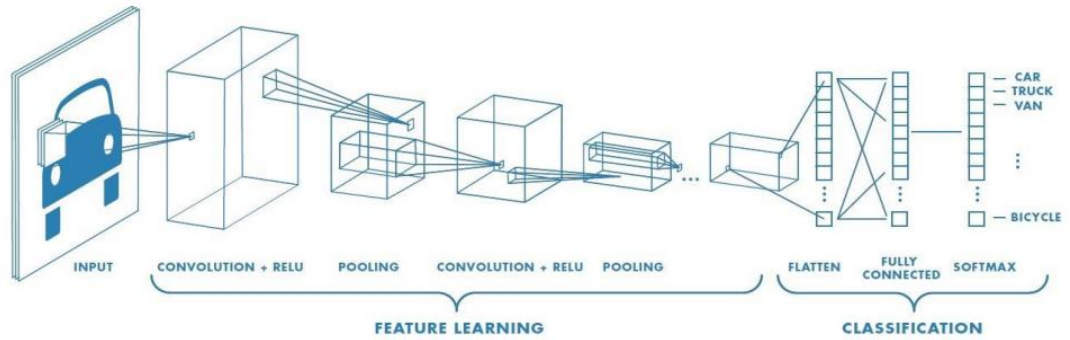 CAR
TRUCK
VAN
BICYCLE
INPUT
CONVOLUTION + RELU
POOLING
CONVOLUTION + RELU
POOLING
FLATTEN
FULLY
CONNECTED
SOFTMAX
FEATURE LEARNING
CLASSIFICATION